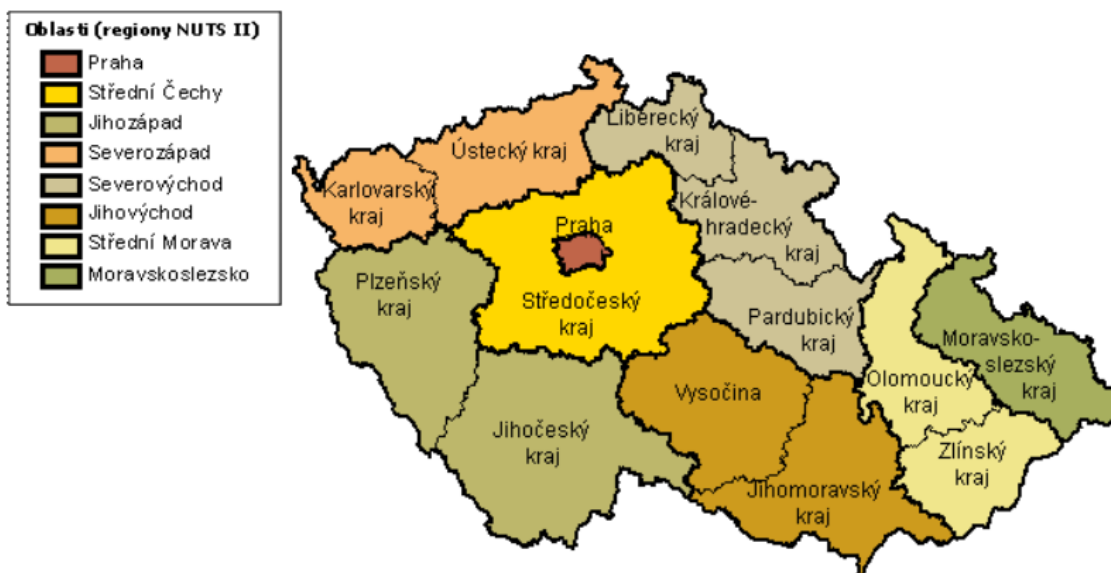 Oblasti (regiony NUTS II)
Praha
Střední Čechy
Jihozápad
Severozápad
Severovýchod
Jihovýchod
Střední Morava
Moravskoslezsko
Liberecký
kraj
Ústecký kraj
Karlovarský
kraj
Králové-
hradecký
kraj
Praha
Plzeňský
kraj
Středočeský
kraj
Pardubický
kraj
Moravsko-
slezský
kraj
Olomoucký
kraj
Vysočina
Jihočeský
kraj
Zlínský
kraj
Jihomoravský
kraj